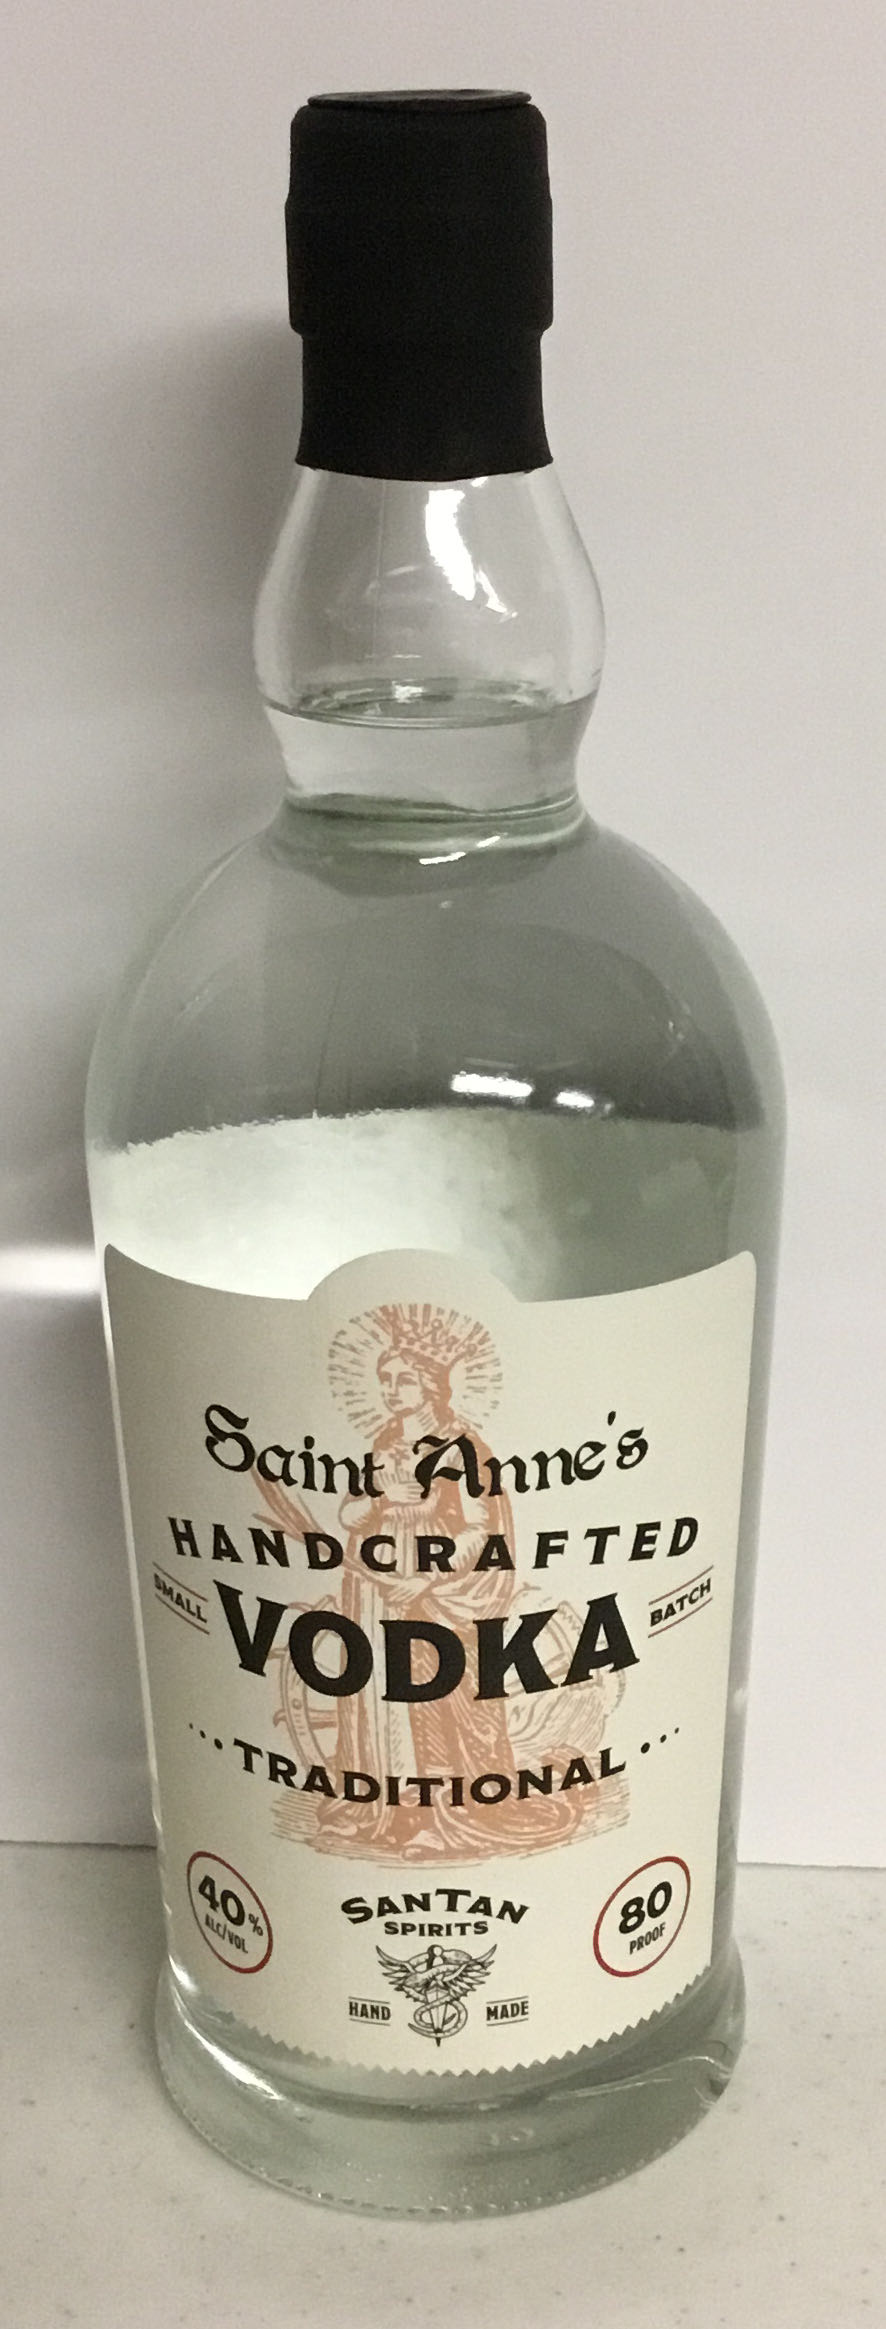 Saint Anne's
HANDCRAFTED
SMALL VODKA BATCH
...TRADITIONAL...
40%
ALC/VOL
SANTAN
SPIRITS
HAND MADE
80
PROOF